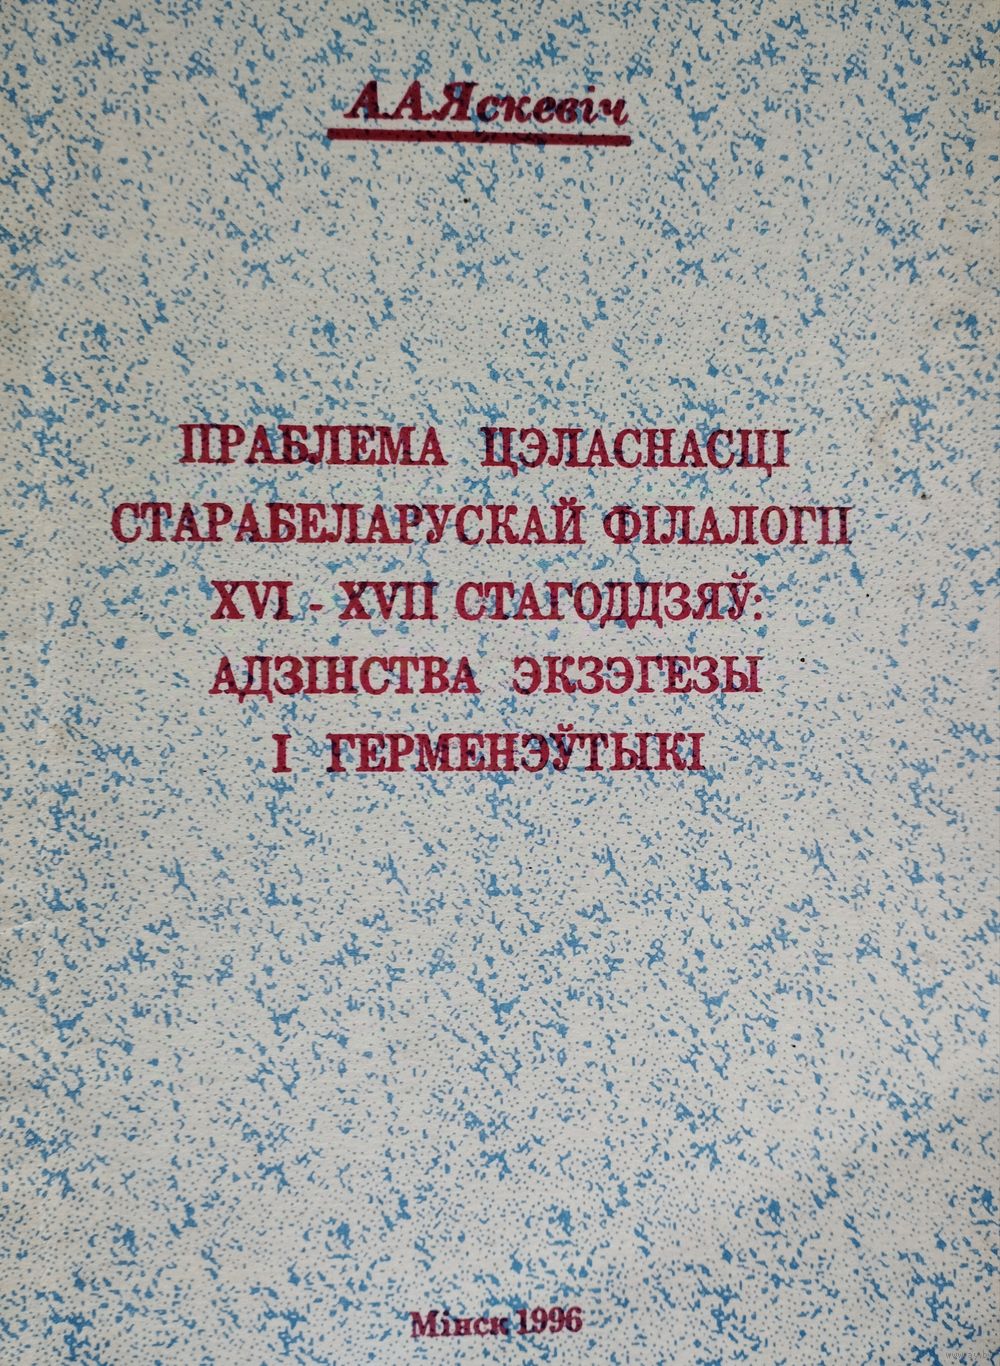 А.А.Яскевіч
ПРАБЛЕМА ЦЭЛАСНАСЦІ
СТАРАБЕЛАРУСКАЙ ФІЛАЛОГІІ
XVI - XVII СТАГОДДЗЯЎ:
АДЗІНСТВА ЭКЗЭГЕЗЫ
І ГЕРМЕНЭЎТЫКІ
Мінск 1996